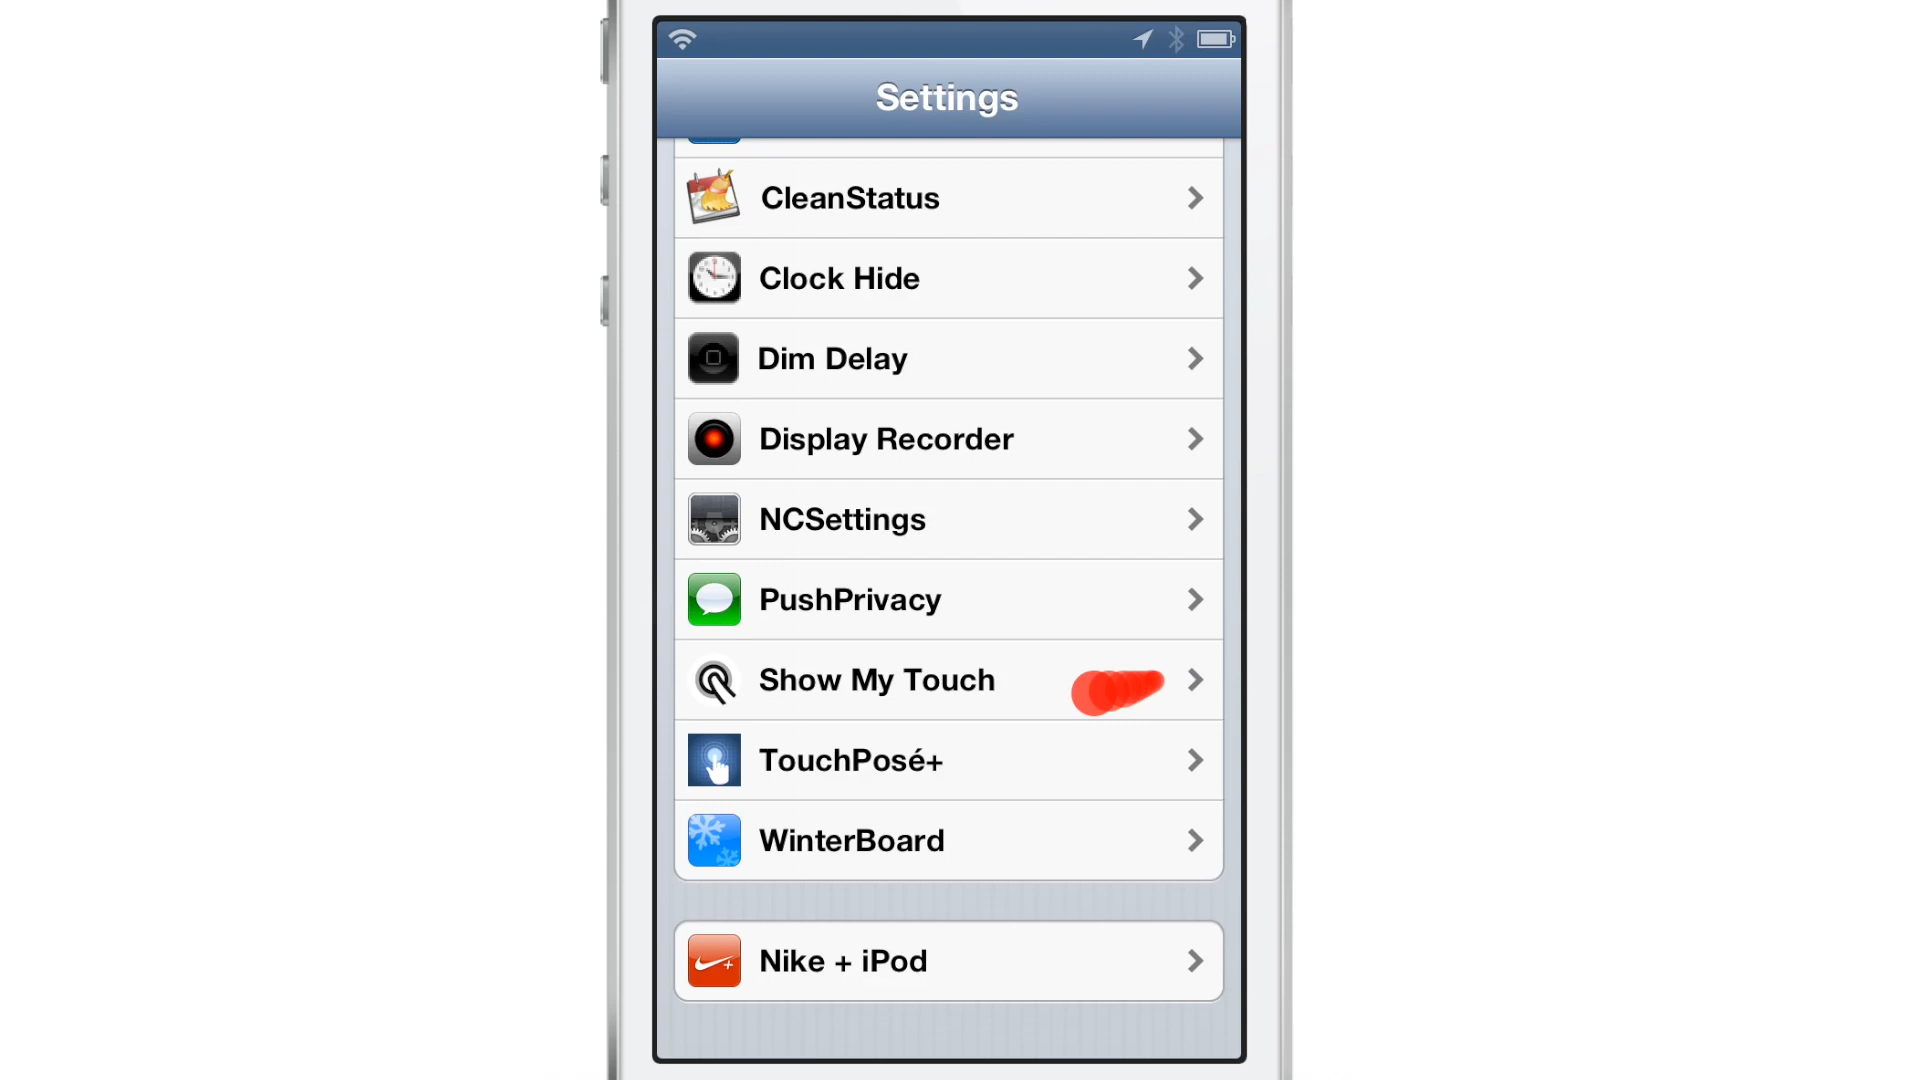 Settings
CleanStatus
Clock Hide
Dim Delay
Display Recorder
NCSettings
PushPrivacy
Show My Touch
TouchPosé+
WinterBoard
Nike + iPod